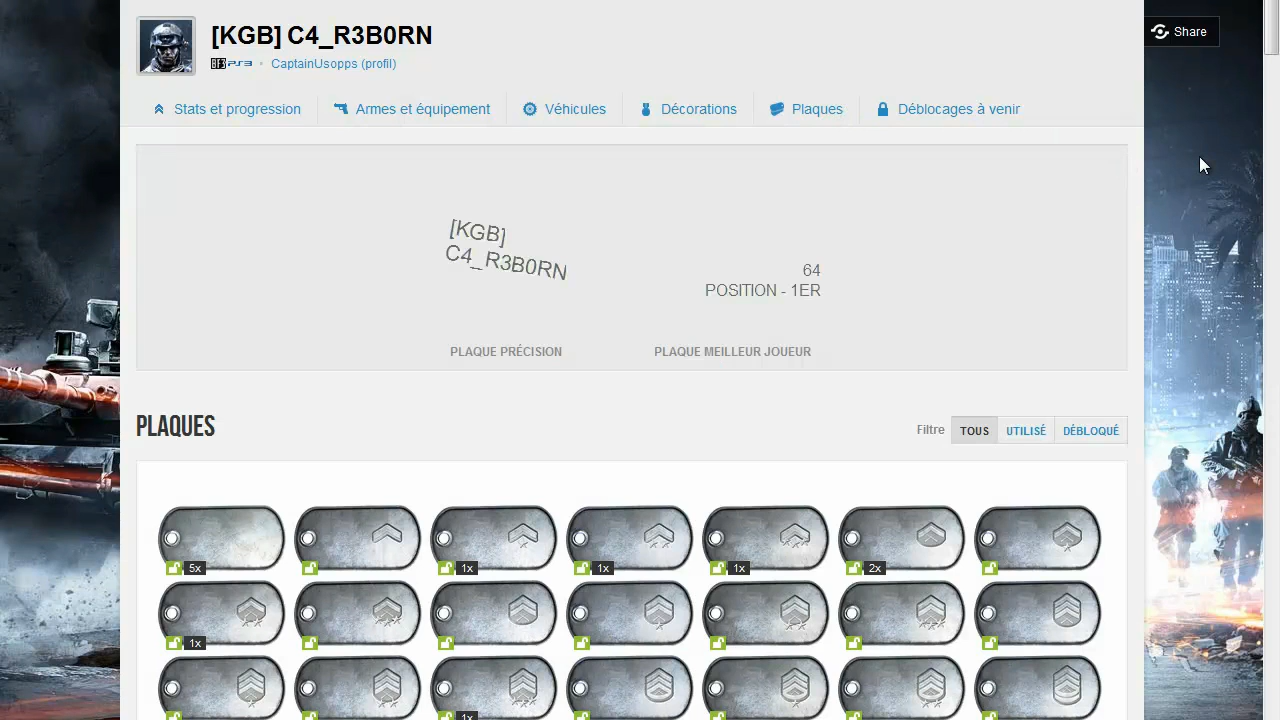 [KGB] C4_R3B0RN
Share
PS3 · CaptainUsopps (profil)
Stats et progression
Armes et équipement
Véhicules
Décorations
Plaques
Déblocages à venir
[KGB]
C4_R3B0RN
64
POSITION - 1ER
PLAQUE PRÉCISION
PLAQUE MEILLEUR JOUEUR
PLAQUES
Filtre
TOUS
UTILISÉ
DÉBLOQUÉ
5x
1x
1x
1x
2x
1x
1x